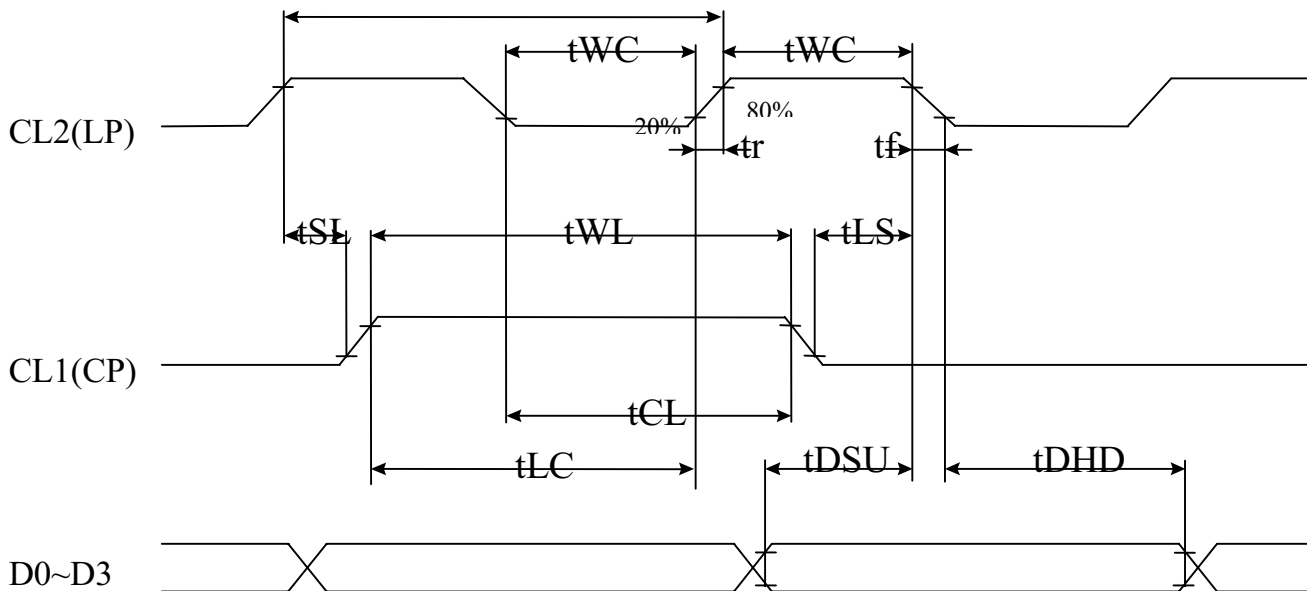 tWC tWC
CL2(LP) 20% 80%
tr tf
tSL tWL tLS
CL1(CP)
tCL
tLC tDSU tDHD
D0~D3